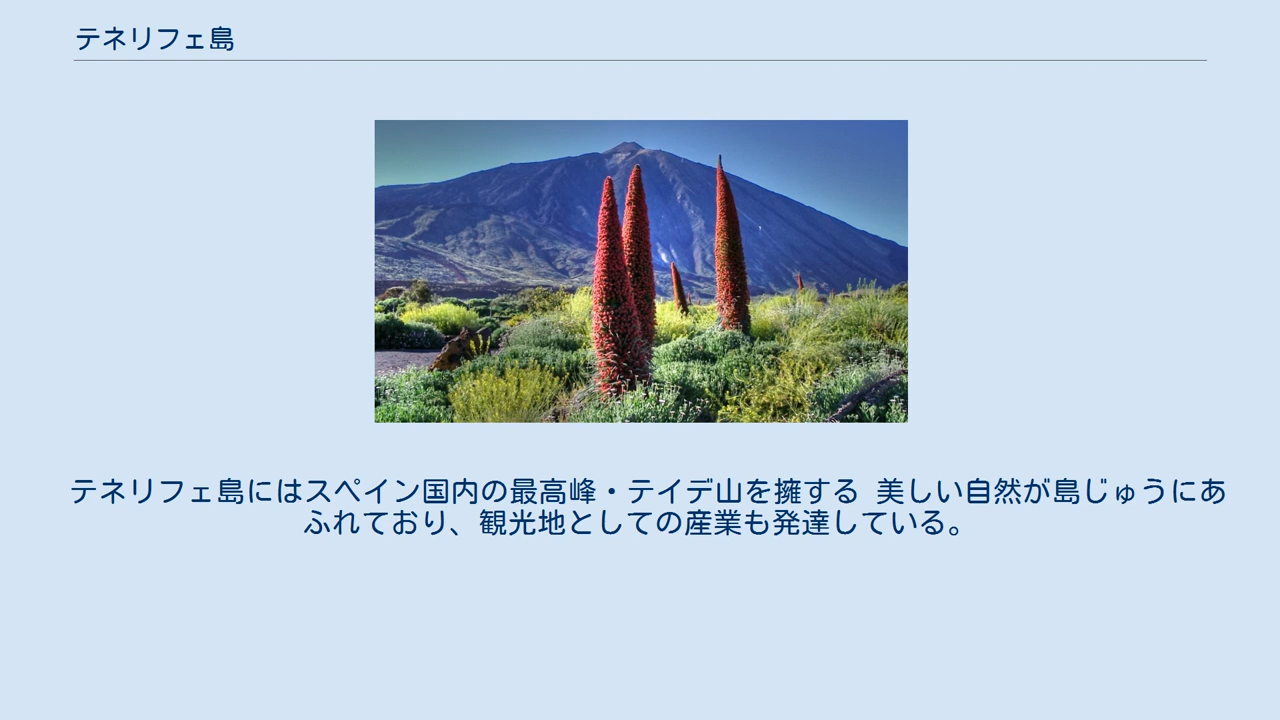 テネリフェ島
テネリフェ島にはスペイン国内の最高峰・テイデ山を擁する 美しい自然が島じゅうにあ
ふれており、観光地としての産業も発達している。